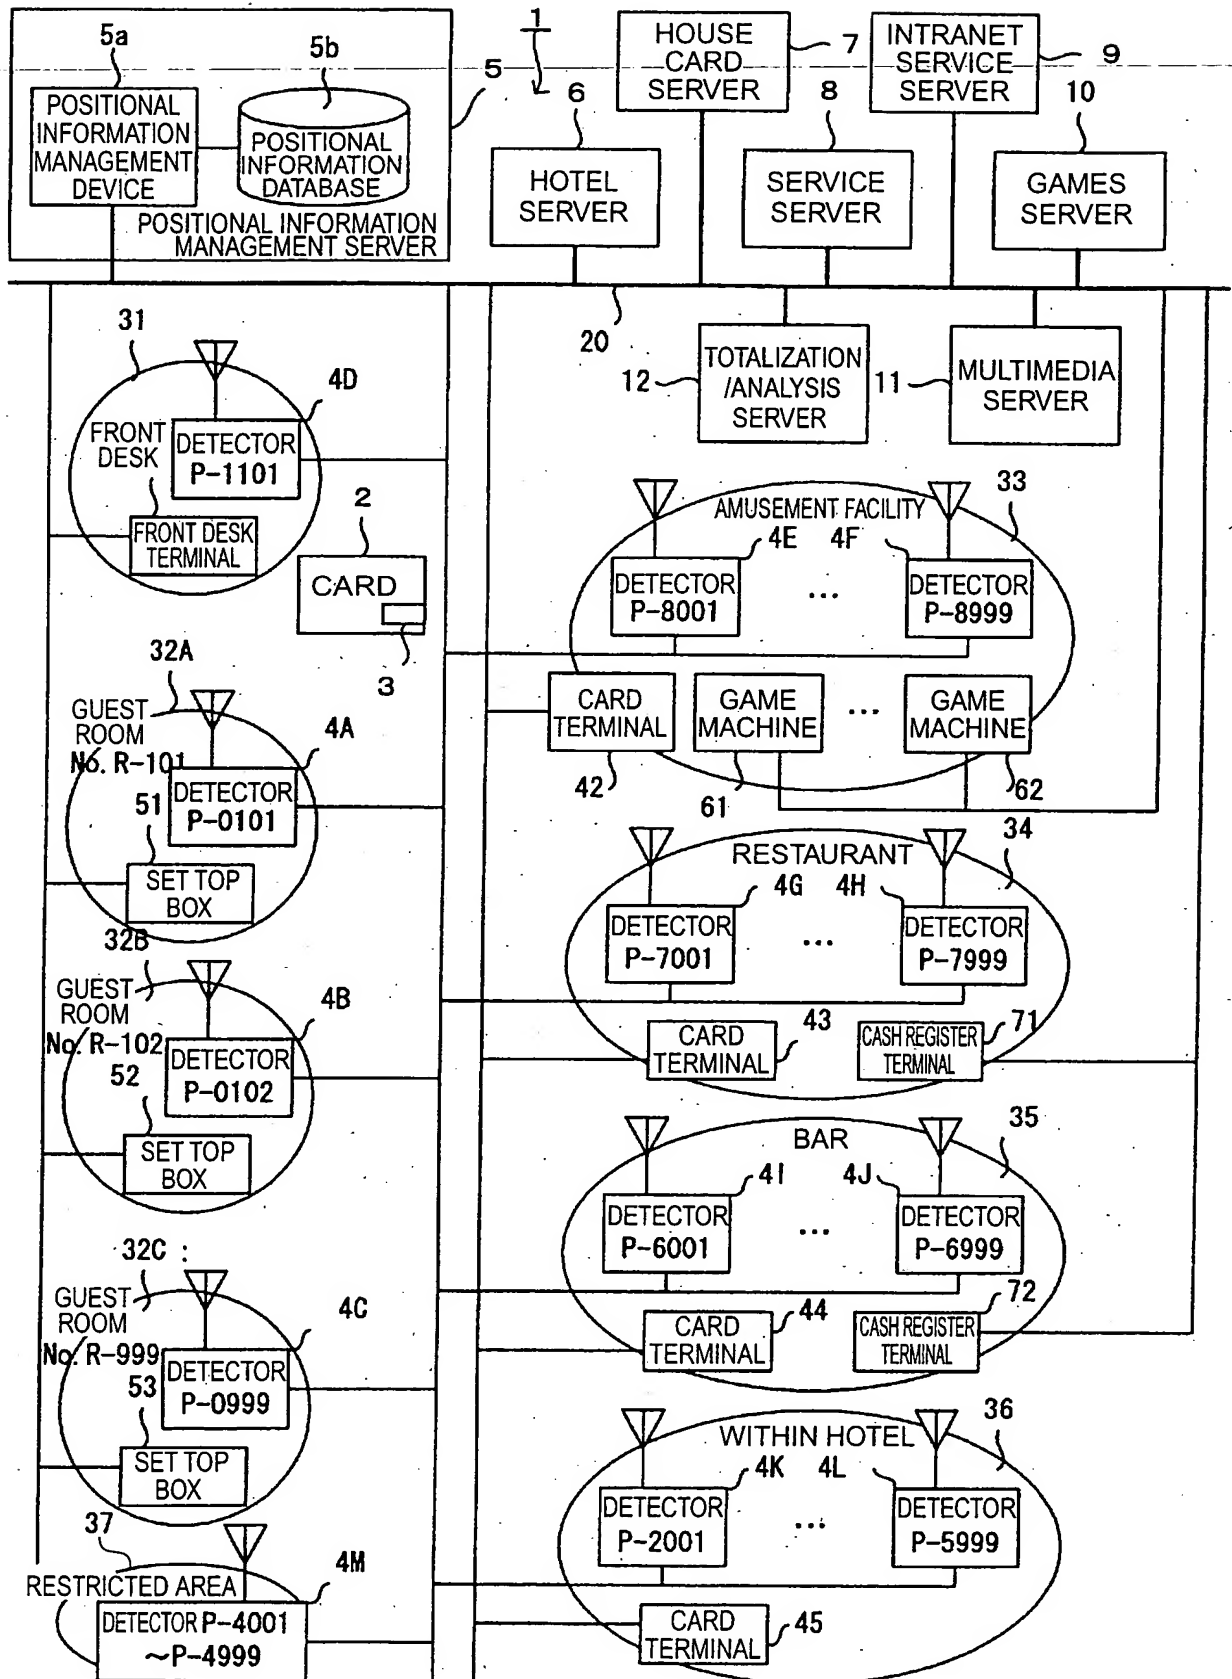 1
5a
5b
5
POSITIONAL
INFORMATION
MANAGEMENT
DEVICE
POSITIONAL
INFORMATION
DATABASE
POSITIONAL INFORMATION
MANAGEMENT SERVER
HOUSE
CARD
SERVER
7
INTRANET
SERVICE
SERVER
9
6
HOTEL
SERVER
8
SERVICE
SERVER
10
GAMES
SERVER
20
12
TOTALIZATION
/ANALYSIS
SERVER
11
MULTIMEDIA
SERVER
31
4D
FRONT
DESK
DETECTOR
P-1101
FRONT DESK
TERMINAL
2
CARD
3
32A
GUEST
ROOM
No. R-101
4A
DETECTOR
P-0101
51
SET TOP
BOX
32B
GUEST
ROOM
No. R-102
4B
DETECTOR
P-0102
52
SET TOP
BOX
32C :
GUEST
ROOM
No. R-999
4C
DETECTOR
P-0999
53
SET TOP
BOX
37
RESTRICTED AREA
4M
DETECTOR P-4001
~P-4999
33
AMUSEMENT FACILITY
4E 4F
DETECTOR
P-8001
...
DETECTOR
P-8999
CARD
TERMINAL
GAME
MACHINE
...
GAME
MACHINE
42
61
62
34
RESTAURANT
4G 4H
DETECTOR
P-7001
...
DETECTOR
P-7999
43
CARD
TERMINAL
71
CASH REGISTER
TERMINAL
35
BAR
4I 4J
DETECTOR
P-6001
...
DETECTOR
P-6999
44
CARD
TERMINAL
72
CASH REGISTER
TERMINAL
36
WITHIN HOTEL
4K 4L
DETECTOR
P-2001
...
DETECTOR
P-5999
CARD
TERMINAL
45